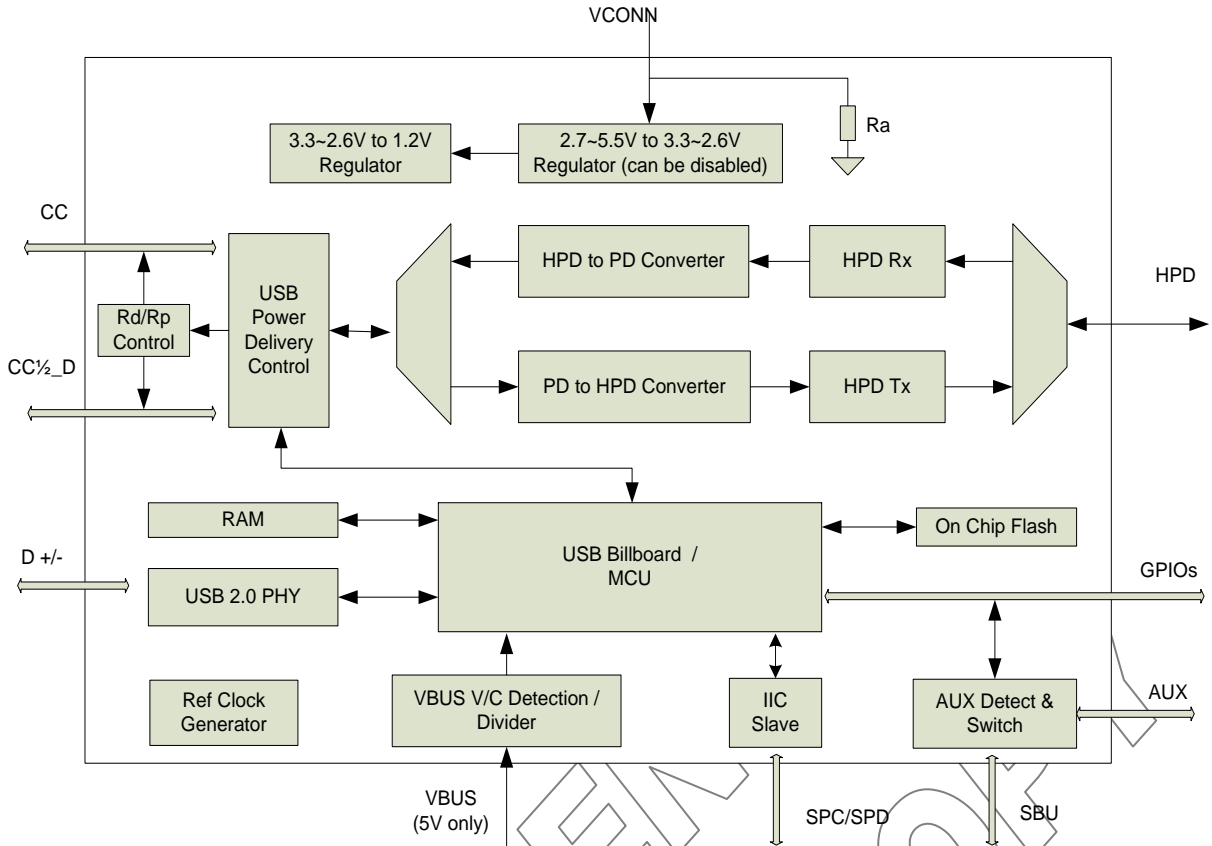 VCONN
3.3~2.6V to 1.2V
Regulator
2.7~5.5V to 3.3~2.6V
Regulator (can be disabled)
Ra
CC
USB
Power
Delivery
Control
HPD to PD Converter
HPD Rx
HPD
Rd/Rp
Control
CC½_D
PD to HPD Converter
HPD Tx
RAM
USB Billboard /
MCU
On Chip Flash
D +/-
USB 2.0 PHY
GPIOs
Ref Clock
Generator
VBUS V/C Detection /
Divider
IIC
Slave
AUX Detect &
Switch
AUX
VBUS
(5V only)
SPC/SPD
SBU